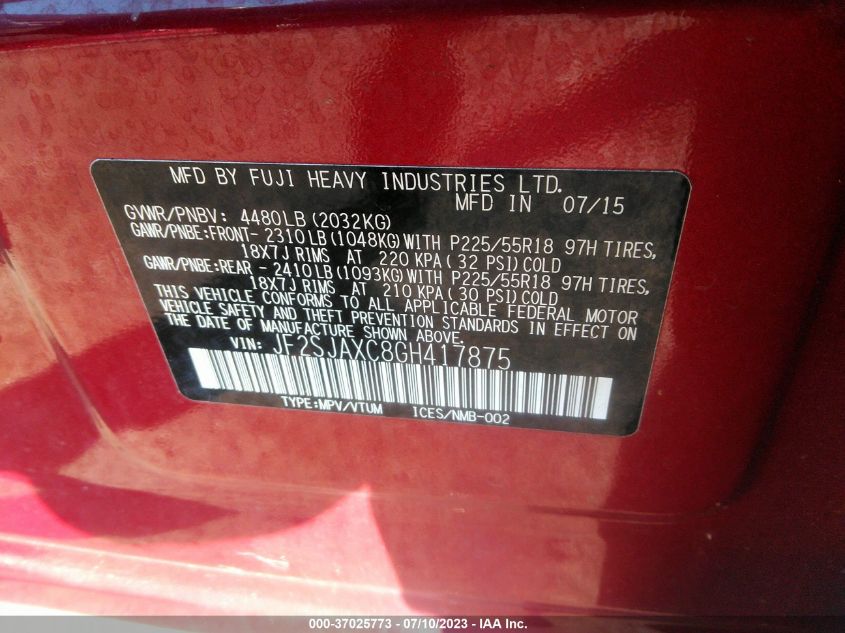 MFD BY FUJI HEAVY INDUSTRIES LTD.
MFD IN 07/15
GVWR/PNBV: 4480LB (2032KG)
GAWR/PNBE:FRONT- 2310LB (1048KG) WITH P225/55R18 97H TIRES,
18X7J RIMS AT 220 KPA ( 32 PSI) COLD
GAWR/PNBE:REAR - 2410LB (1093KG) WITH P225/55R18 97H TIRES,
18X7J RIMS AT 210 KPA ( 30 PSI) COLD
THIS VEHICLE CONFORMS TO ALL APPLICABLE FEDERAL MOTOR
VEHICLE SAFETY AND THEFT PREVENTION STANDARDS IN EFFECT ON
THE DATE OF MANUFACTURE SHOWN ABOVE.
VIN: JF2SJAXC8GH417875
TYPE:MPV/VTUM ICES/NMB-002
000-37025773 - 07/10/2023 - IAA Inc.